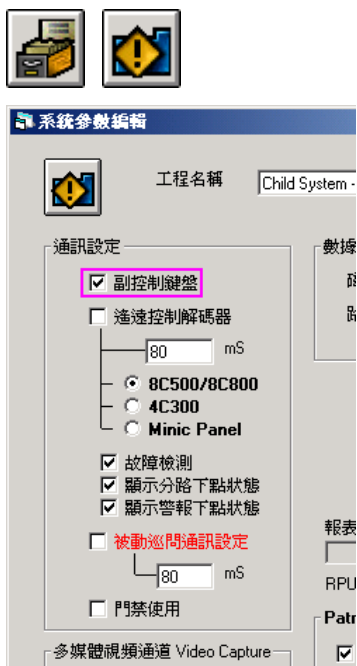 系統參數編輯
工程名稱 Child System -
通訊設定
副控制鍵盤
遙遠控制解碼器
80 mS
8C500/8C800
4C300
Minic Panel
故障檢測
顯示分路下點狀態
顯示警報下點狀態
被動巡問通訊設定
80 mS
門禁使用
多媒體視頻通道 Video Capture
數據
路
報表
RPU
Patr